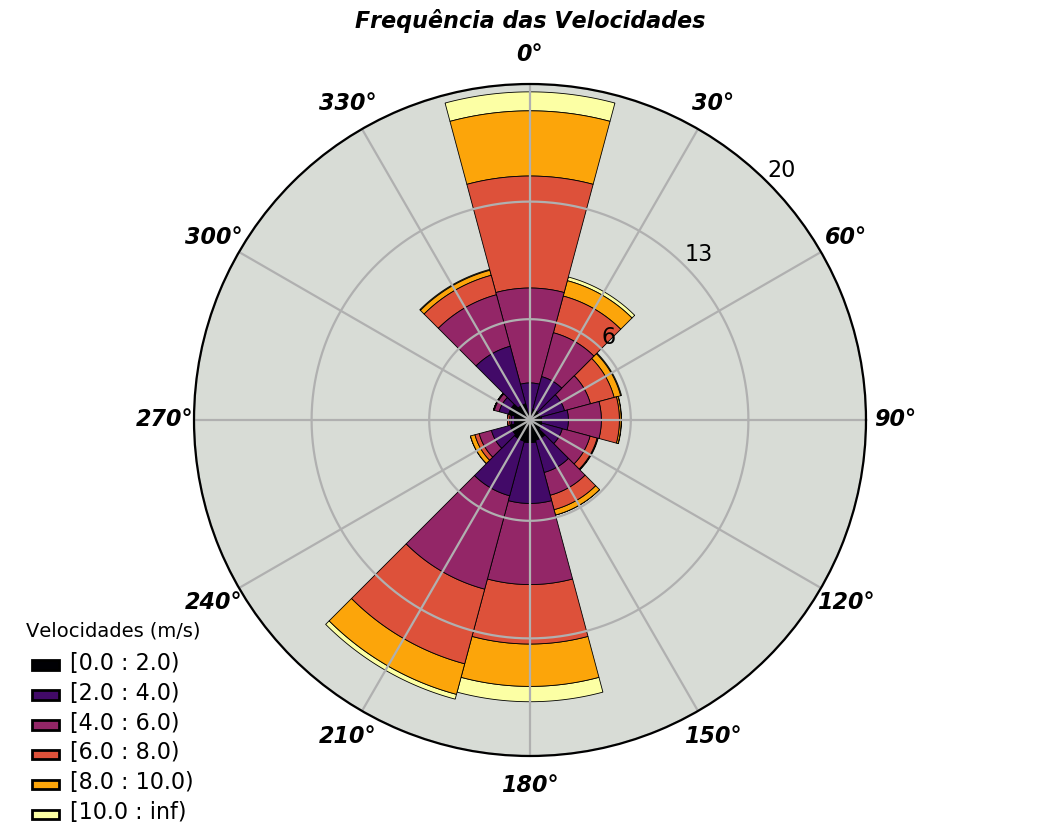 Frequência das Velocidades
0°
330°
30°
20
300°
60°
13
6
270°
90°
240°
120°
210°
150°
180°
Velocidades (m/s)
[0.0 : 2.0)
[2.0 : 4.0)
[4.0 : 6.0)
[6.0 : 8.0)
[8.0 : 10.0)
[10.0 : inf)